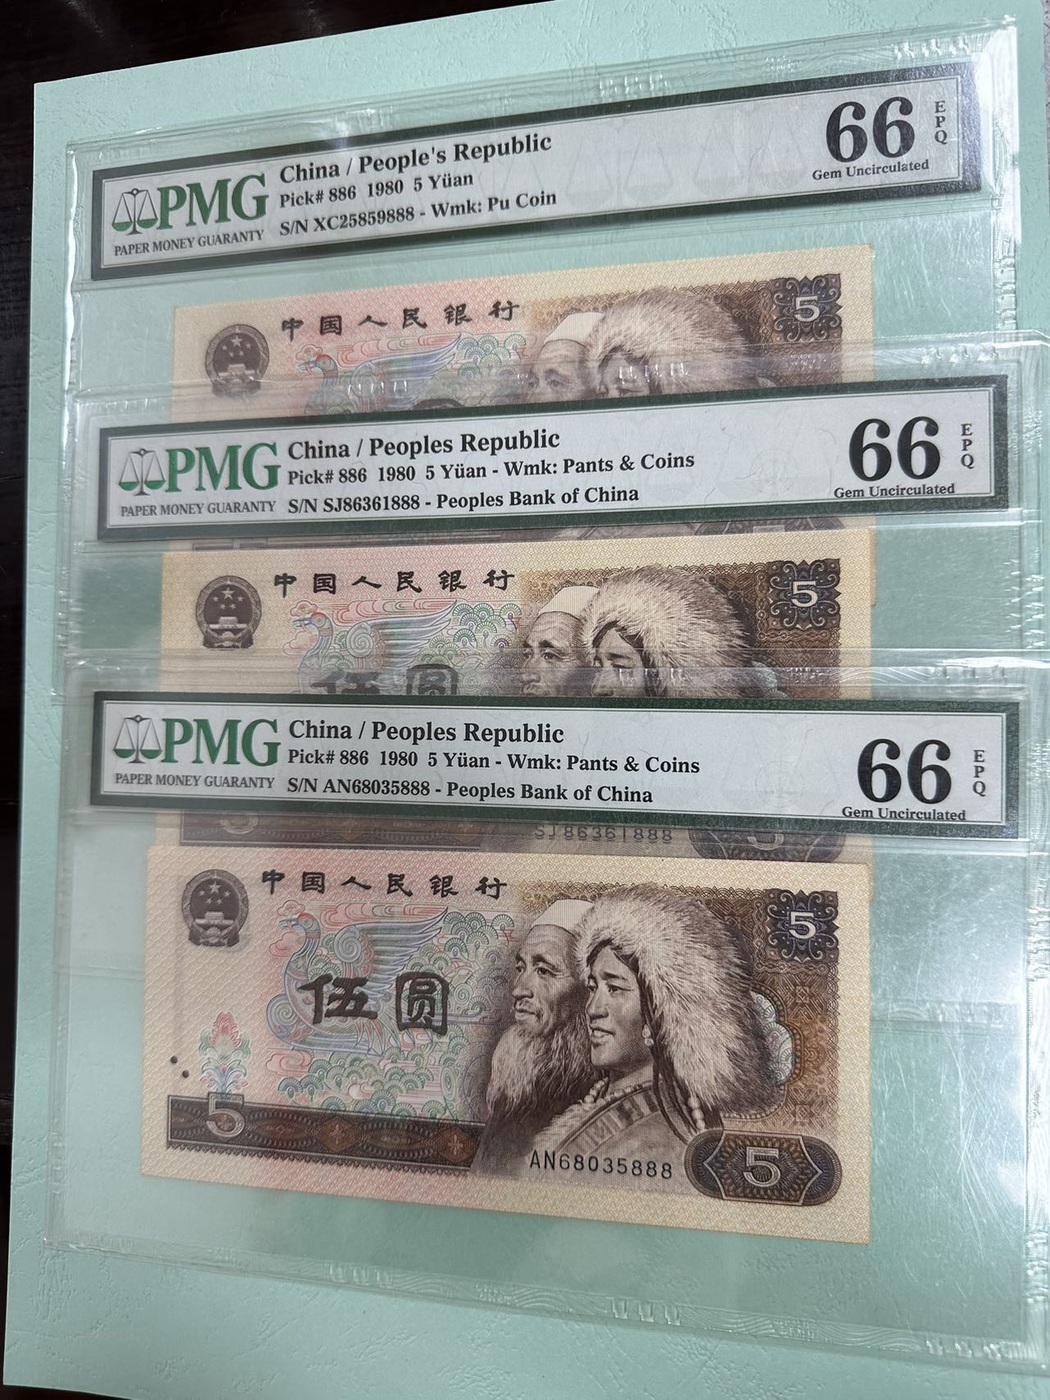 PMG
PAPER MONEY GUARANTY
China / People's Republic
Pick# 886 1980 5 Yüan
S/N XC25859888 - Wmk: Pu Coin
66
EPQ
Gem Uncirculated
中国人民银行
5
PMG
PAPER MONEY GUARANTY
China / Peoples Republic
Pick# 886 1980 5 Yüan - Wmk: Pants & Coins
S/N SJ86361888 - Peoples Bank of China
66
EPQ
Gem Uncirculated
中国人民银行
5
伍圆
PMG
PAPER MONEY GUARANTY
China / Peoples Republic
Pick# 886 1980 5 Yüan - Wmk: Pants & Coins
S/N AN68035888 - Peoples Bank of China
66
EPQ
Gem Uncirculated
SJ86361888
中国人民银行
5
伍圆
5
AN68035888
5